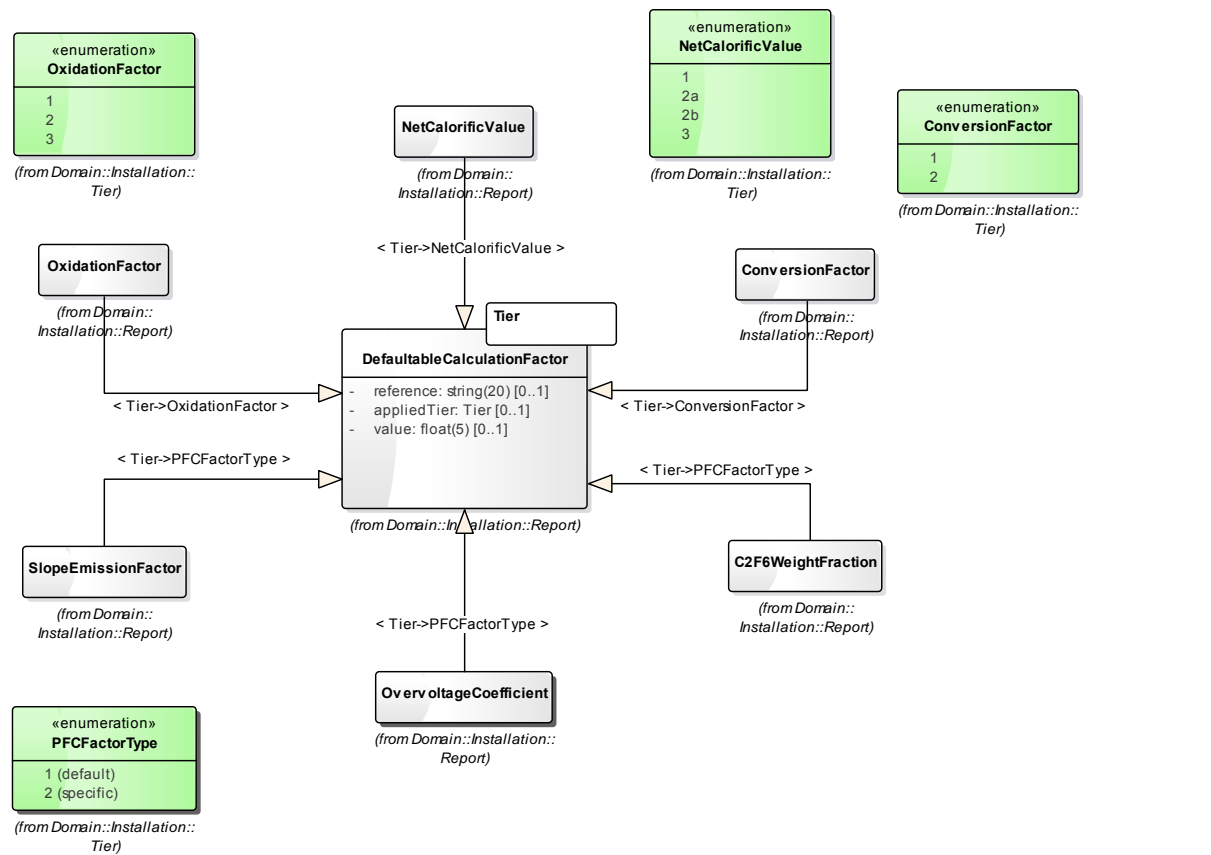 «enumeration»
OxidationFactor
1
2
3
(from Domain::Installation::
Tier)
NetCalorificValue
(from Domain::
Installation::Report)
«enumeration»
NetCalorificValue
1
2a
2b
3
(from Domain::Installation::
Tier)
«enumeration»
ConversionFactor
1
2
(from Domain::Installation::
Tier)
< Tier->NetCalorificValue >
OxidationFactor
(from Domain::
Installation::Report)
ConversionFactor
(from Domain::
Installation::Report)
Tier
DefaultableCalculationFactor
- reference: string(20) [0..1]
- appliedTier: Tier [0..1]
- value: float(5) [0..1]
(from Domain::Installation::Report)
< Tier->OxidationFactor >
< Tier->ConversionFactor >
< Tier->PFCFactorType >
< Tier->PFCFactorType >
SlopeEmissionFactor
(from Domain::
Installation::Report)
C2F6WeightFraction
(from Domain::
Installation::Report)
< Tier->PFCFactorType >
OvervoltageCoefficient
(from Domain::Installation::
Report)
«enumeration»
PFCFactorType
1 (default)
2 (specific)
(from Domain::Installation::
Tier)